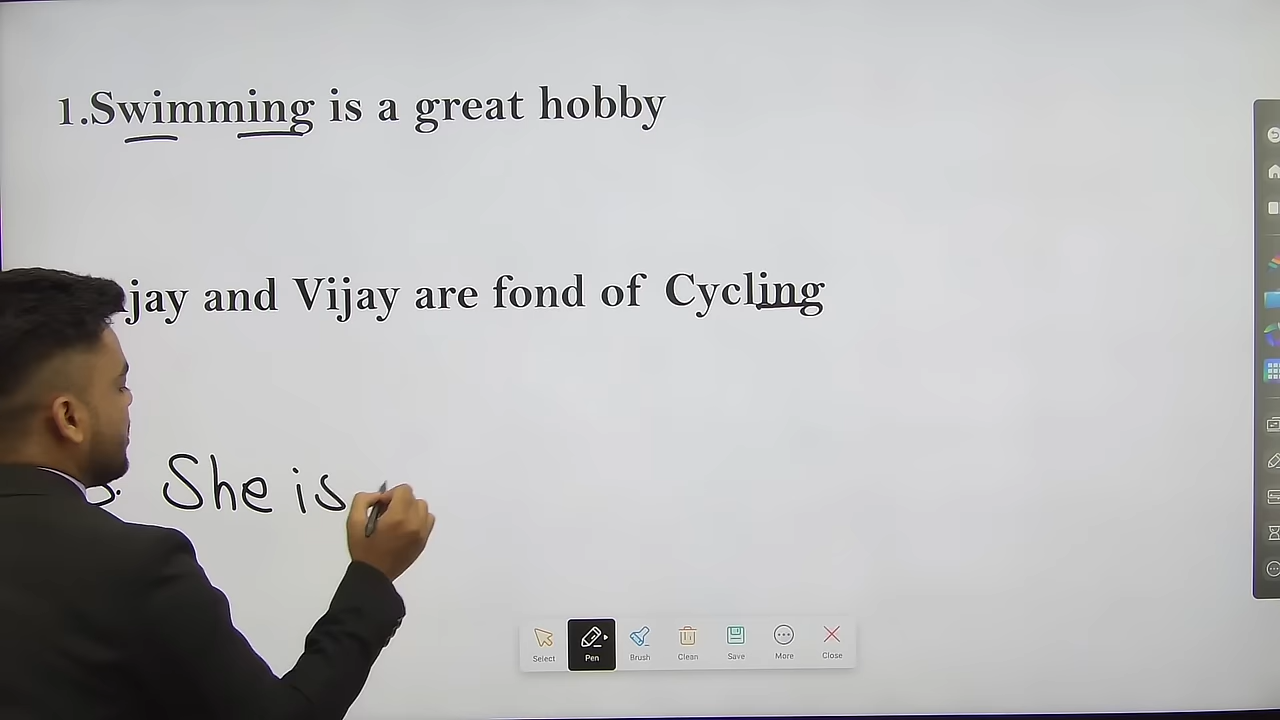 1.Swimming is a great hobby
jay and Vijay are fond of Cycling
3. She is
Select Pen Brush Clean Save More Close